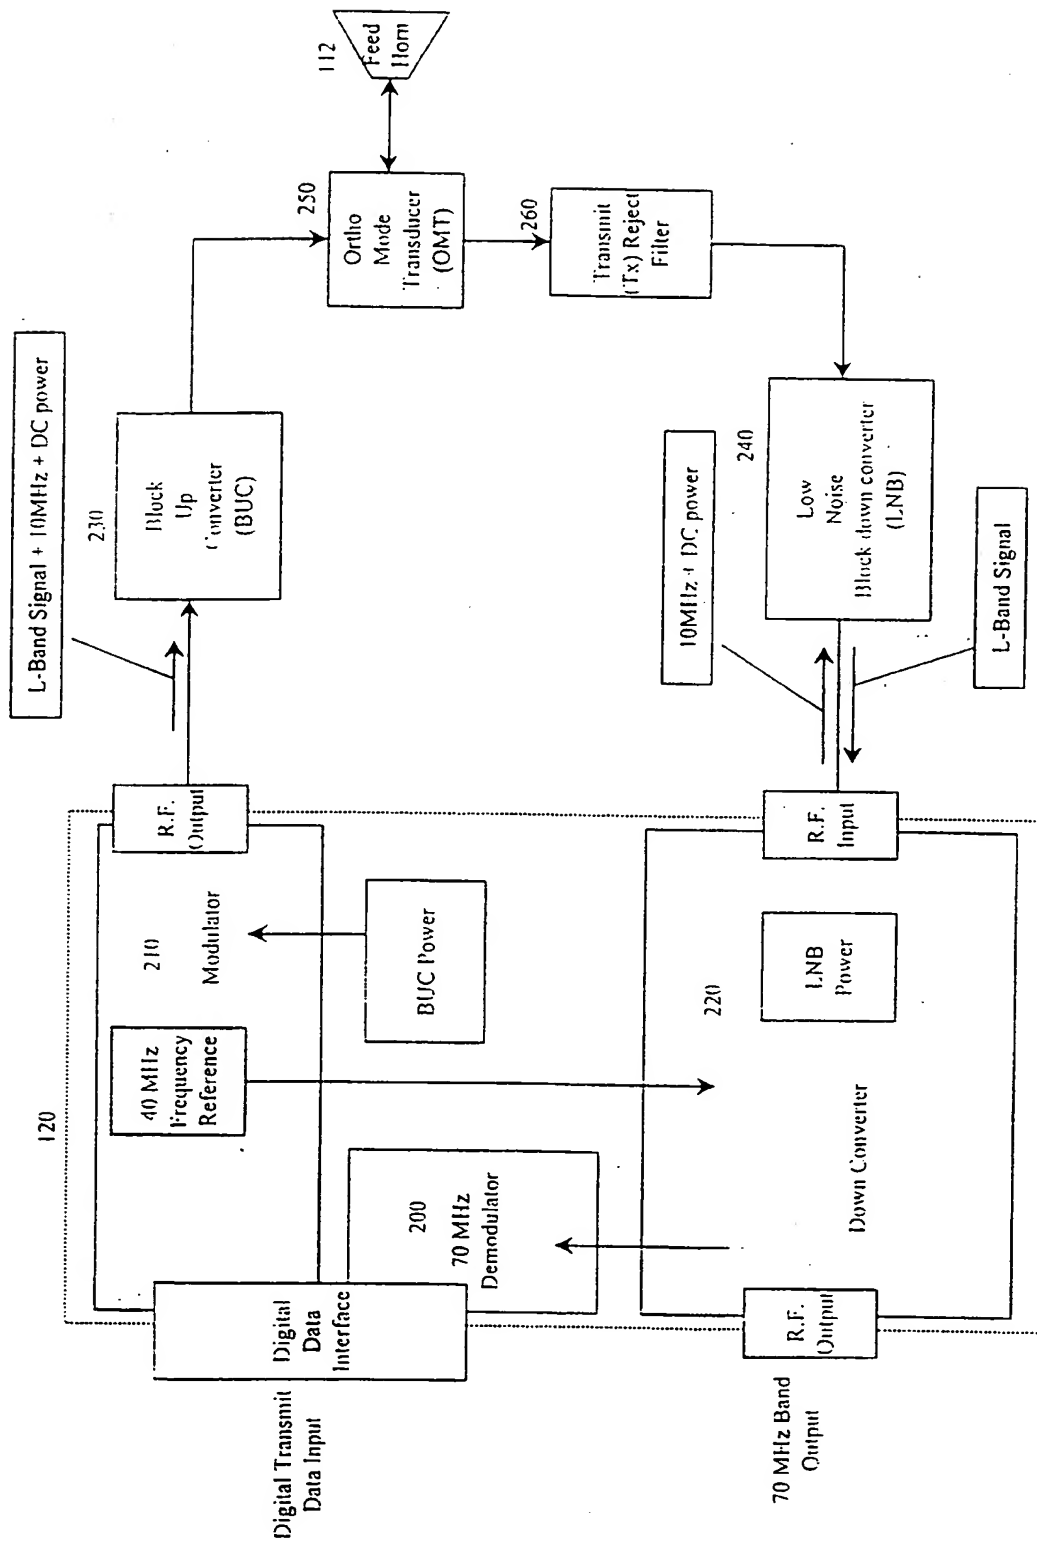 120
Digital Transmit
Data Input
Digital
Data
Interface
40 MHz
Frequency
Reference
210
Modulator
R.F.
Output
L-Band Signal + 10MHz + DC power
230
Block
Up
Converter
(BUC)
250
Ortho
Mode
Transducer
(OMT)
112
Feed
Horn
260
Transmit
(Tx) Reject
Filter
200
70 MHz
Demodulator
BUC Power
70 MHz Band
Output
R.F.
Output
Down Converter
220
LNB
Power
R.F.
Input
10MHz + DC power
L-Band Signal
240
Low
Noise
Block down converter
(LNB)